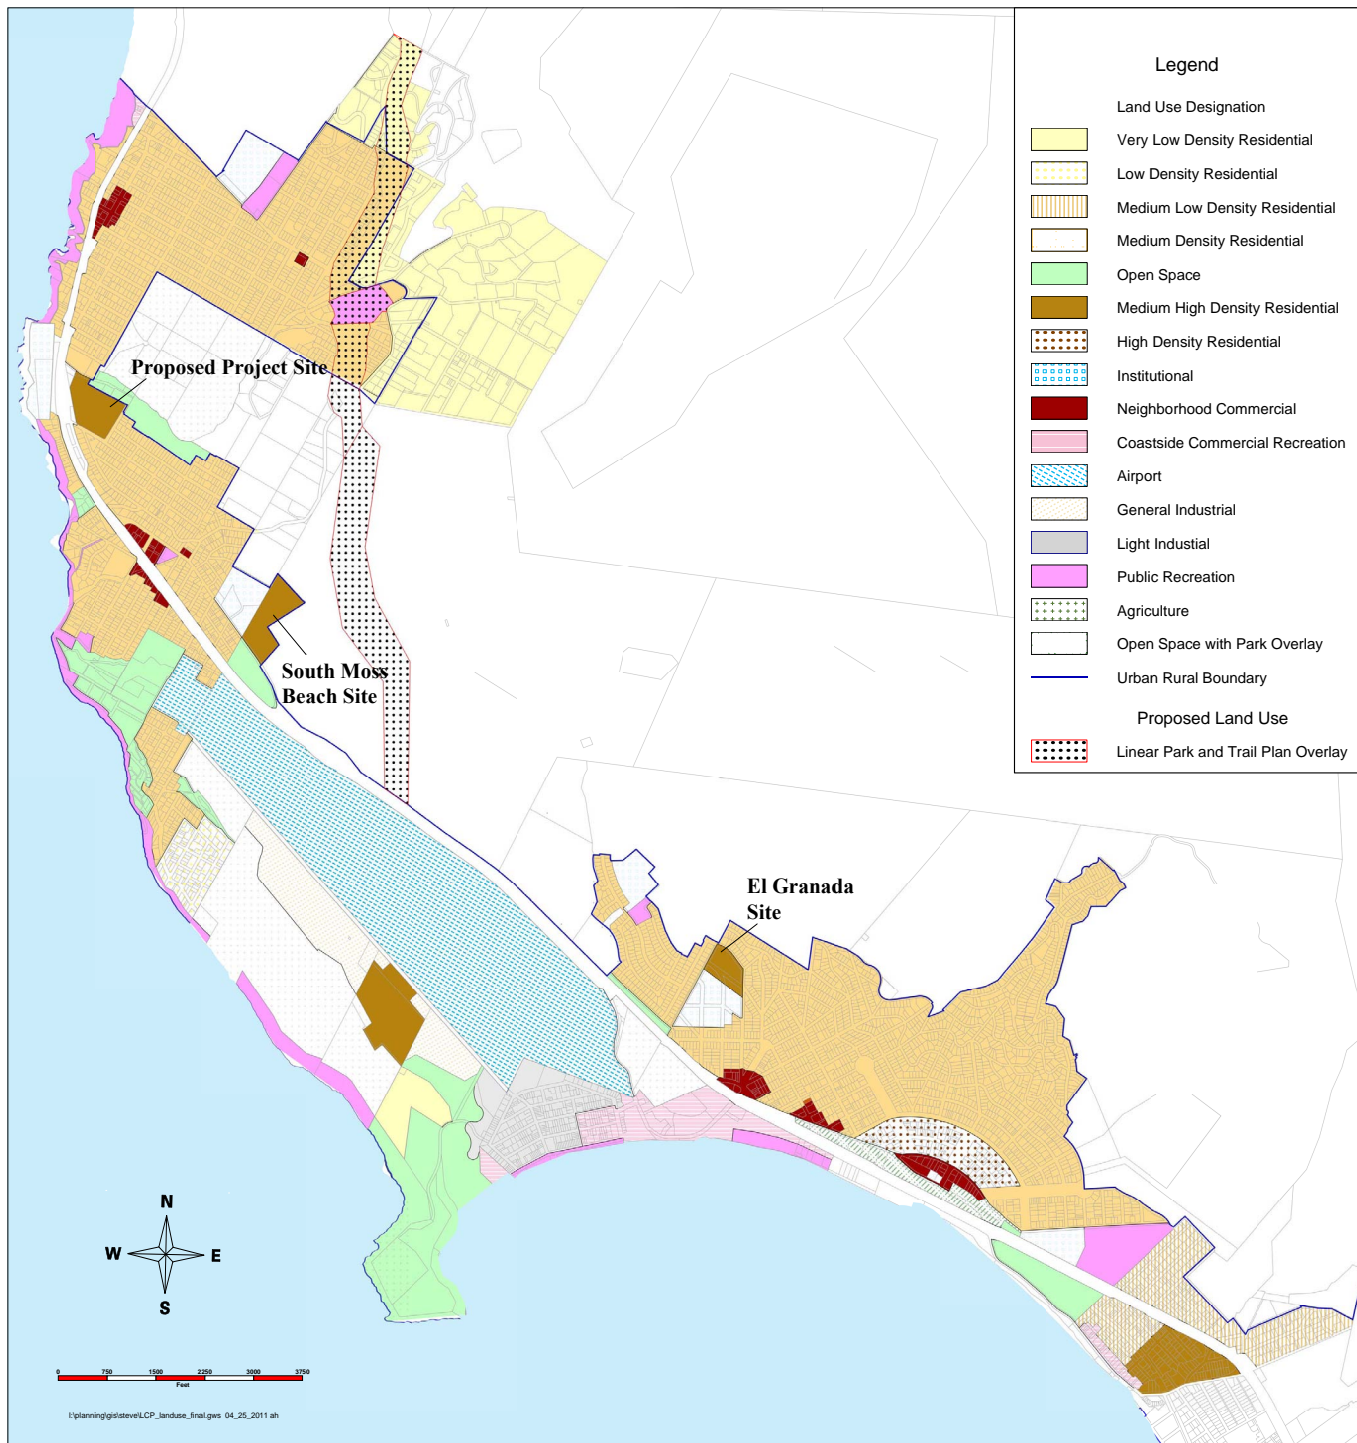 Legend
Land Use Designation
Very Low Density Residential
Low Density Residential
Medium Low Density Residential
Medium Density Residential
Open Space
Medium High Density Residential
High Density Residential
Institutional
Neighborhood Commercial
Coastside Commercial Recreation
Airport
General Industrial
Light Industial
Public Recreation
Agriculture
Open Space with Park Overlay
Urban Rural Boundary
Proposed Land Use
Linear Park and Trail Plan Overlay
Proposed Project Site
South Moss
Beach Site
El Granada
Site
N
W E
S
0 750 1500 2250 3000 3750
Feet
I:\planning\gis\steve\LCP_landuse_final.gws 04_25_2011 ah